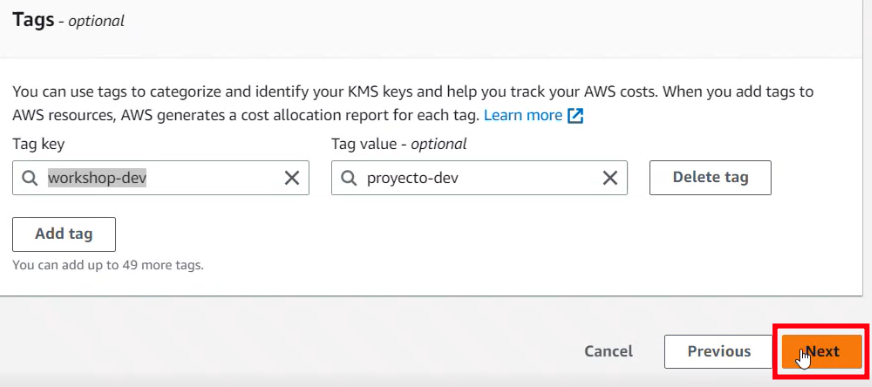 Tags - optional
You can use tags to categorize and identify your KMS keys and help you track your AWS costs. When you add tags to
AWS resources, AWS generates a cost allocation report for each tag. Learn more
Tag key
Tag value - optional
workshop-dev
proyecto-dev
Delete tag
Add tag
You can add up to 49 more tags.
Cancel
Previous
Next